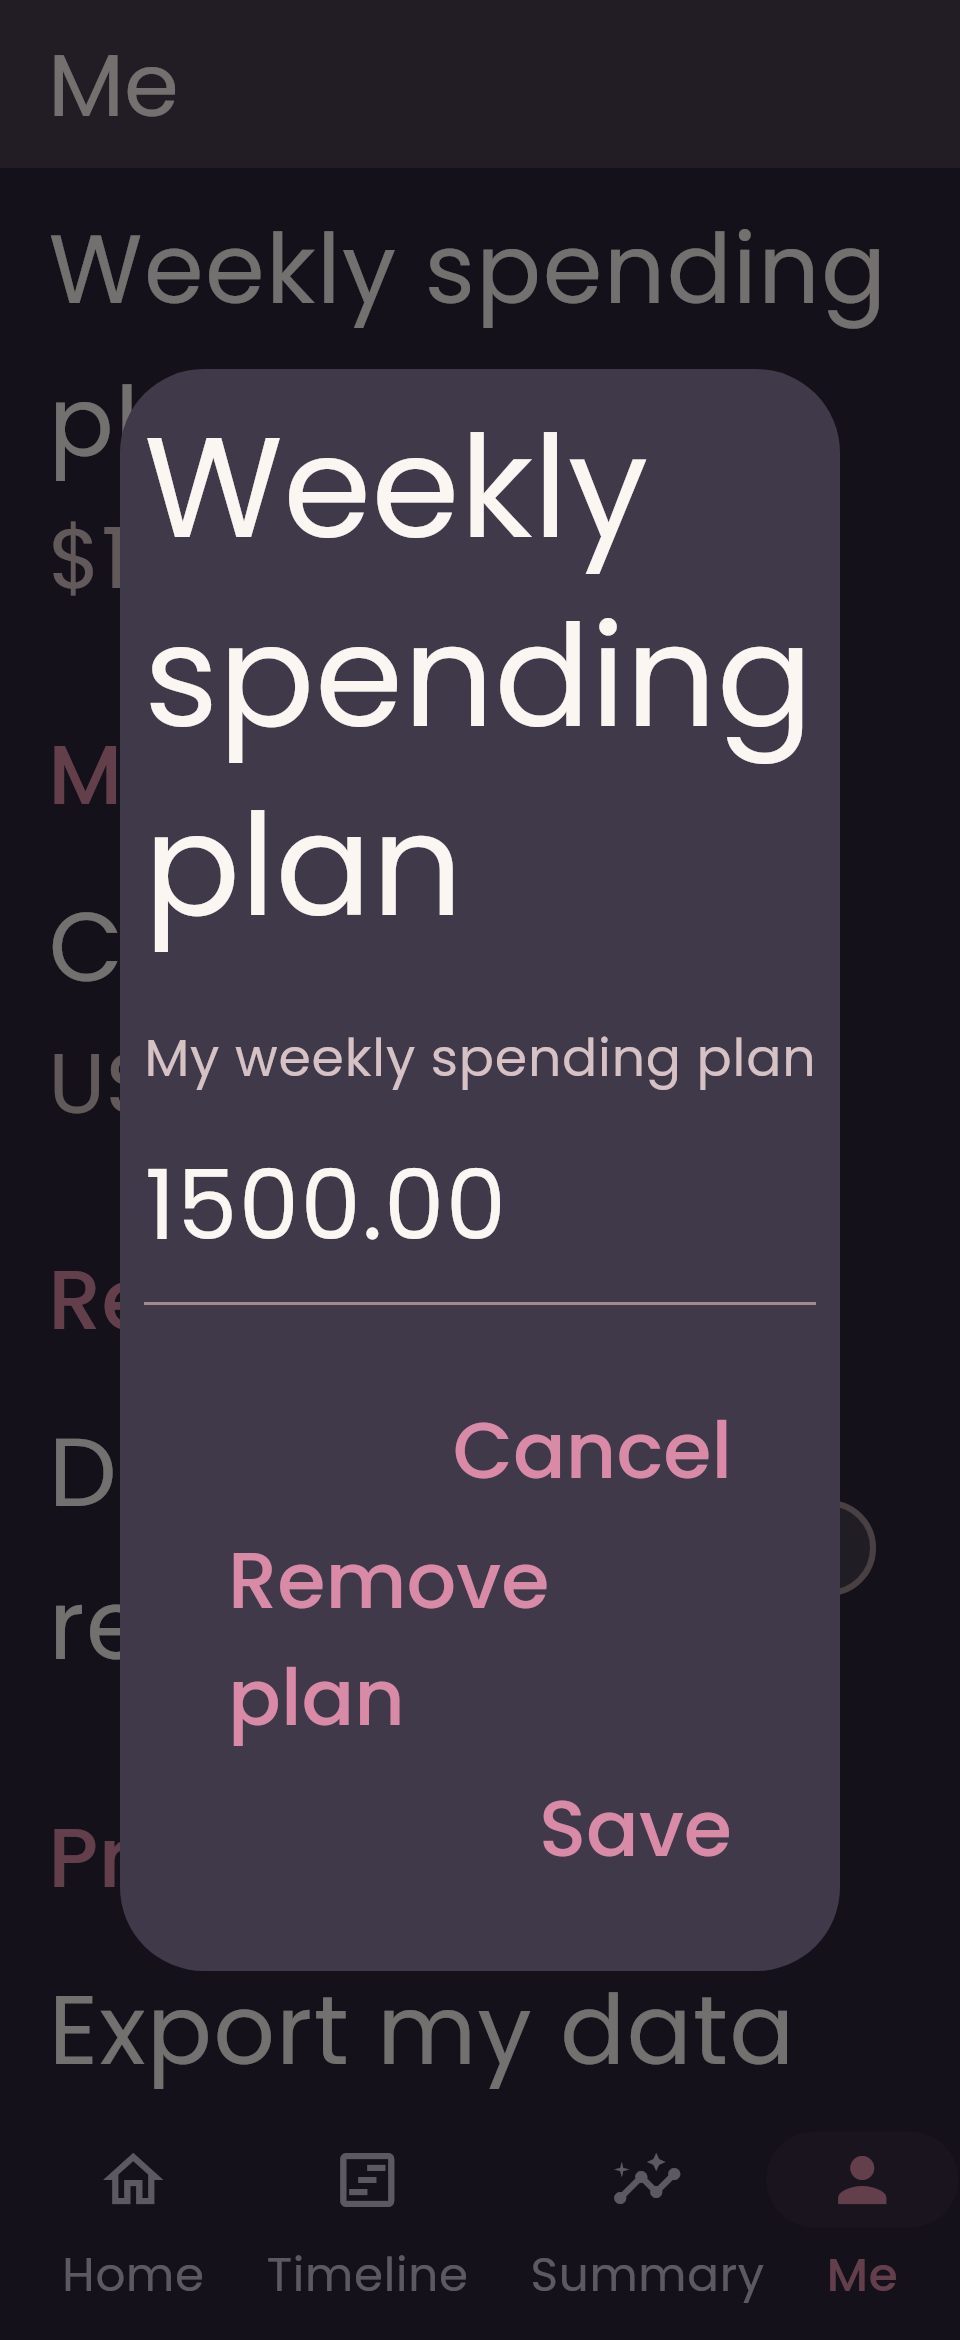 Me
Weekly spending
Weekly
spending
plan
My weekly spending plan
1500.00
Cancel
Remove
plan
Save
Export my data
Home
Timeline
Summary
Me